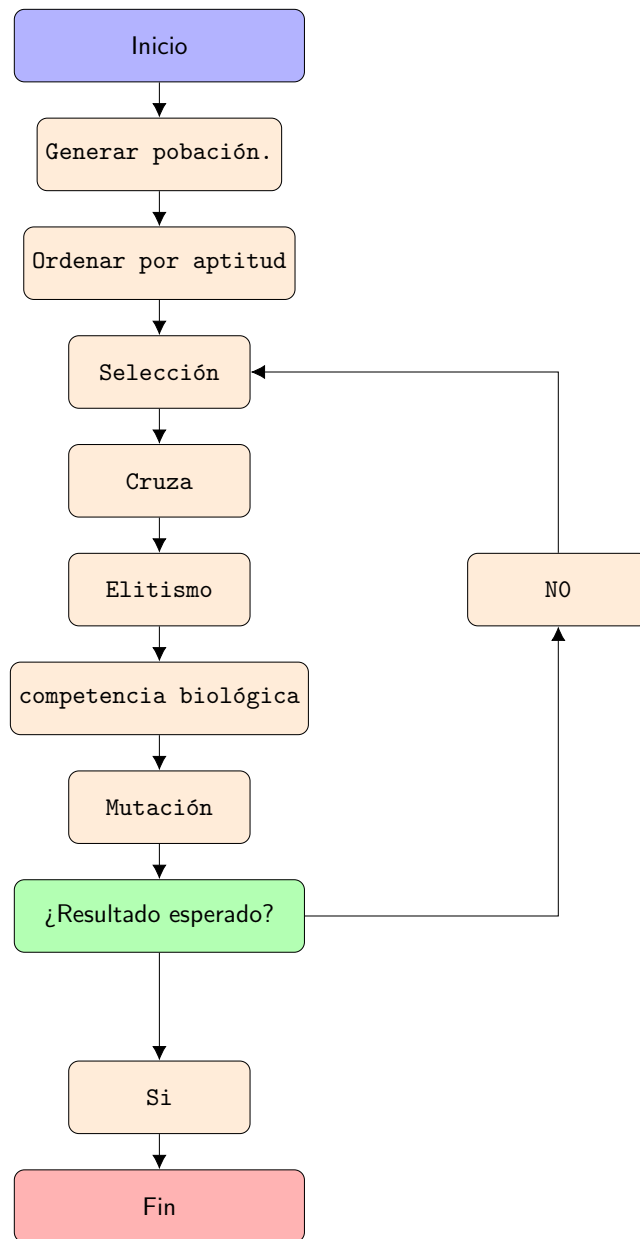 Inicio
Generar pobación.
Ordenar por aptitud
Selección
Cruza
Elitismo
NO
competencia biológica
Mutación
¿Resultado esperado?
Si
Fin